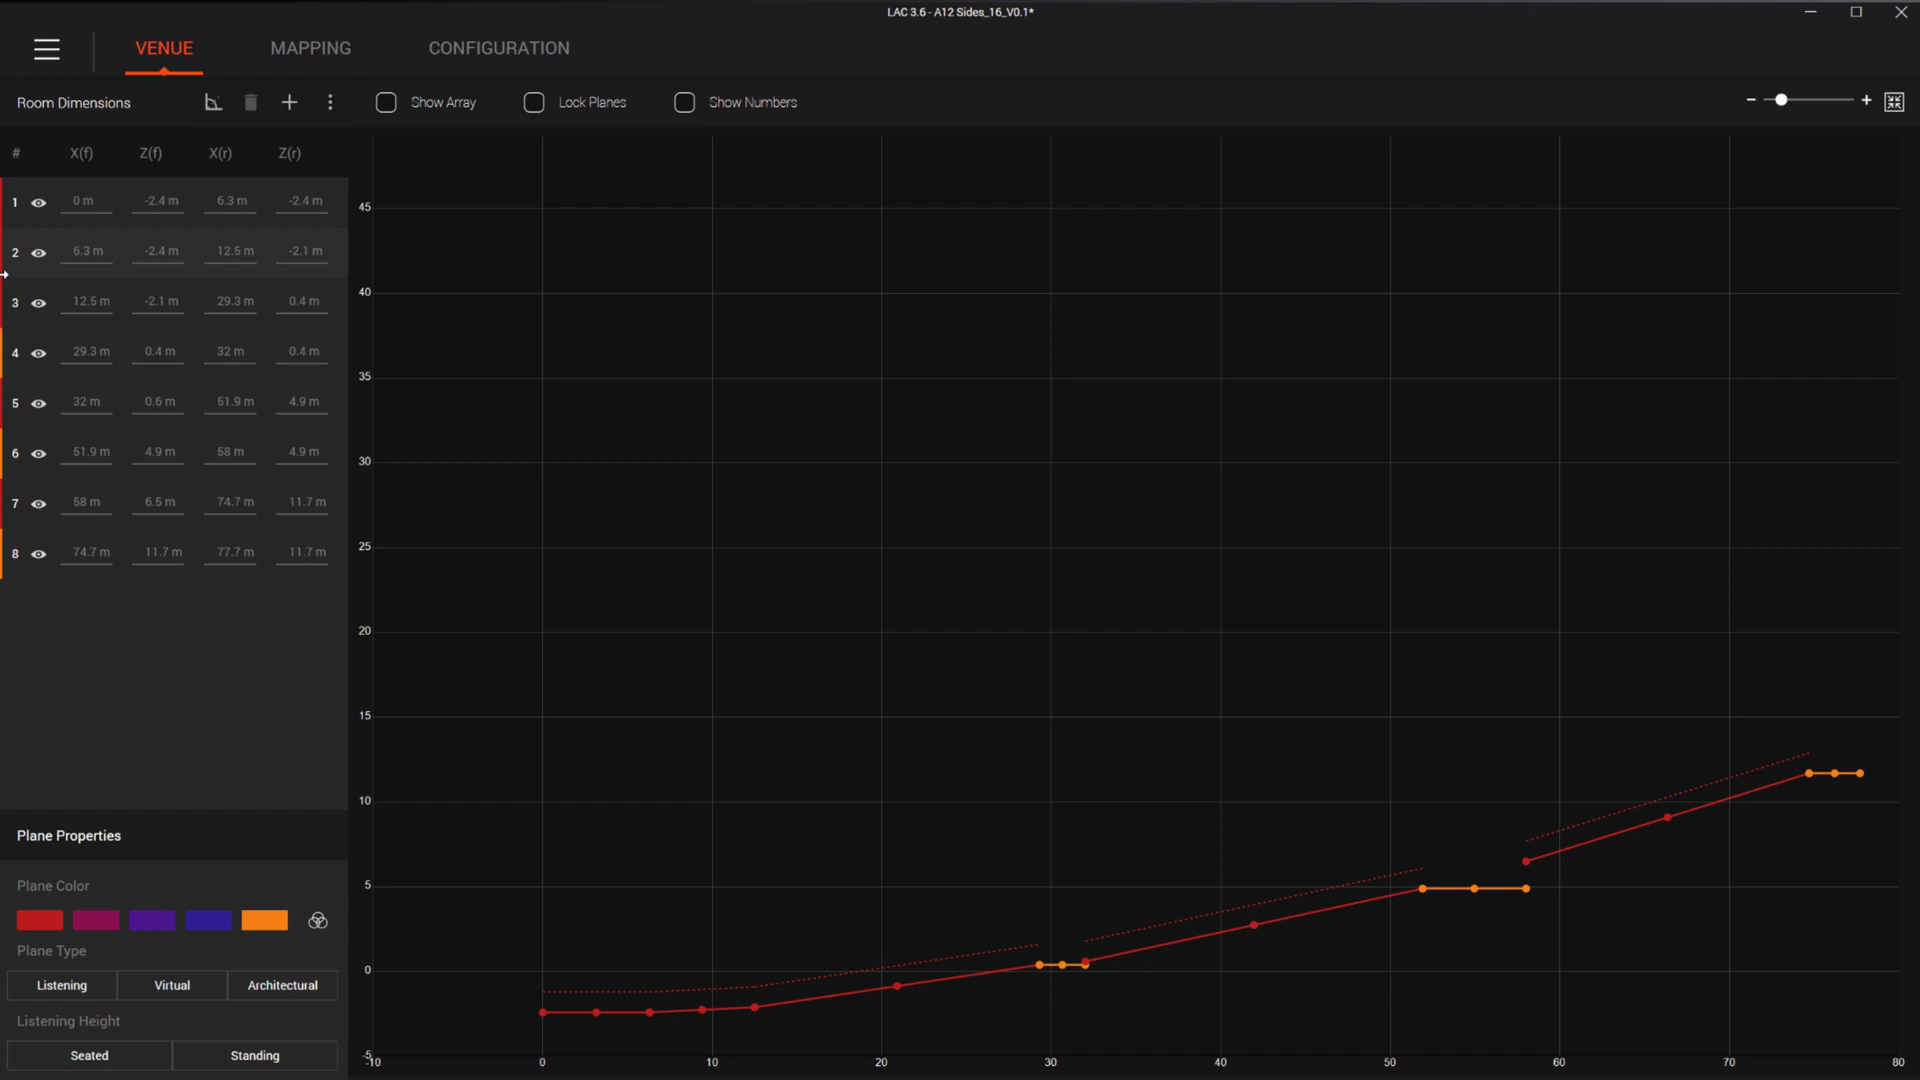 LAC 3.6 - A12 Sides_16_V0.1*
VENUE MAPPING CONFIGURATION
Room Dimensions Show Array Lock Planes Show Numbers
# X(f) Z(f) X(r) Z(r)
1 0 m -2.4 m 6.3 m -2.4 m
2 6.3 m -2.4 m 12.5 m -2.1 m
3 12.5 m -2.1 m 29.3 m 0.4 m
4 29.3 m 0.4 m 32 m 0.4 m
5 32 m 0.6 m 51.9 m 4.9 m
6 51.9 m 4.9 m 58 m 4.9 m
7 58 m 6.5 m 74.7 m 11.7 m
8 74.7 m 11.7 m 77.7 m 11.7 m
Plane Properties
Plane Color
Plane Type
Listening Virtual Architectural
Listening Height
Seated Standing
45
40
35
30
25
20
15
10
5
0
-5
-10 0 10 20 30 40 50 60 70 80